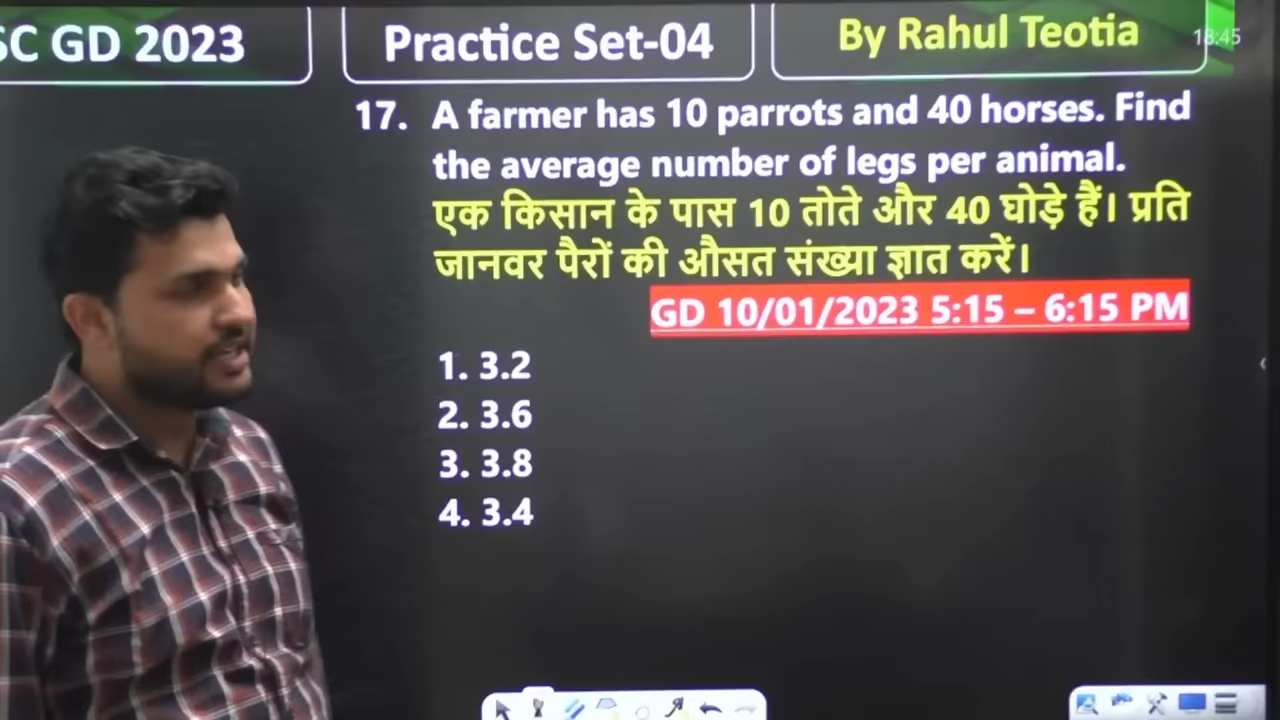 SC GD 2023
Practice Set-04
By Rahul Teotia
18:45
17. A farmer has 10 parrots and 40 horses. Find
the average number of legs per animal.
एक किसान के पास 10 तोते और 40 घोड़े हैं। प्रति
जानवर पैरों की औसत संख्या ज्ञात करें।
GD 10/01/2023 5:15 – 6:15 PM
1. 3.2
2. 3.6
3. 3.8
4. 3.4